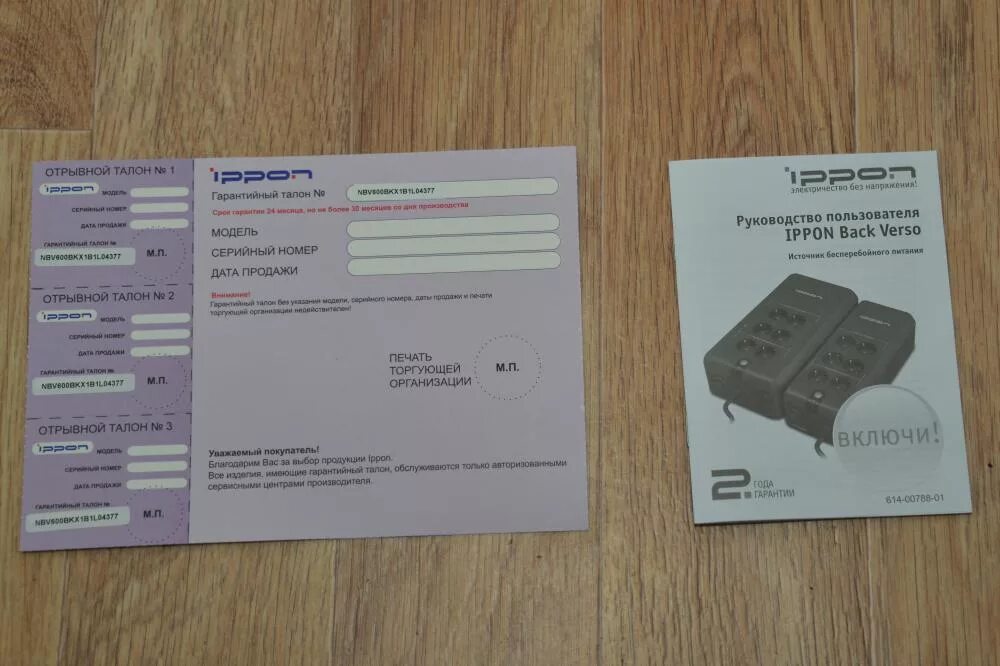 ОТРЫВНОЙ ТАЛОН № 1
ippon
МОДЕЛЬ
СЕРИЙНЫЙ НОМЕР
ДАТА ПРОДАЖИ
ГАРАНТИЙНЫЙ ТАЛОН №
NBV600BKX1B1L04377
М.П.
ОТРЫВНОЙ ТАЛОН № 2
ippon
МОДЕЛЬ
СЕРИЙНЫЙ НОМЕР
ДАТА ПРОДАЖИ
ГАРАНТИЙНЫЙ ТАЛОН №
NBV600BKX1B1L04377
М.П.
ОТРЫВНОЙ ТАЛОН № 3
ippon
МОДЕЛЬ
СЕРИЙНЫЙ НОМЕР
ДАТА ПРОДАЖИ
ГАРАНТИЙНЫЙ ТАЛОН №
NBV600BKX1B1L04377
М.П.
ippon
Гарантийный талон №
NBV600BKX1B1L04377
Срок гарантии 24 месяца, но не более 30 месяцев со дня производства
МОДЕЛЬ
СЕРИЙНЫЙ НОМЕР
ДАТА ПРОДАЖИ
Внимание!
Гарантийный талон без указания модели, серийного номера, даты продажи и печати
торгующей организации недействителен!
ПЕЧАТЬ
ТОРГУЮЩЕЙ
ОРГАНИЗАЦИИ
М.П.
Уважаемый покупатель!
Благодарим Вас за выбор продукции Ippon.
Все изделия, имеющие гарантийный талон, обслуживаются только авторизованными
сервисными центрами производителя.
ippon
электричество без напряжения!
Руководство пользователя
IPPON Back Verso
Источник бесперебойного питания
ippon
ippon
ВКЛЮЧИ!
2 ГОДА
ГАРАНТИИ
614-00788-01